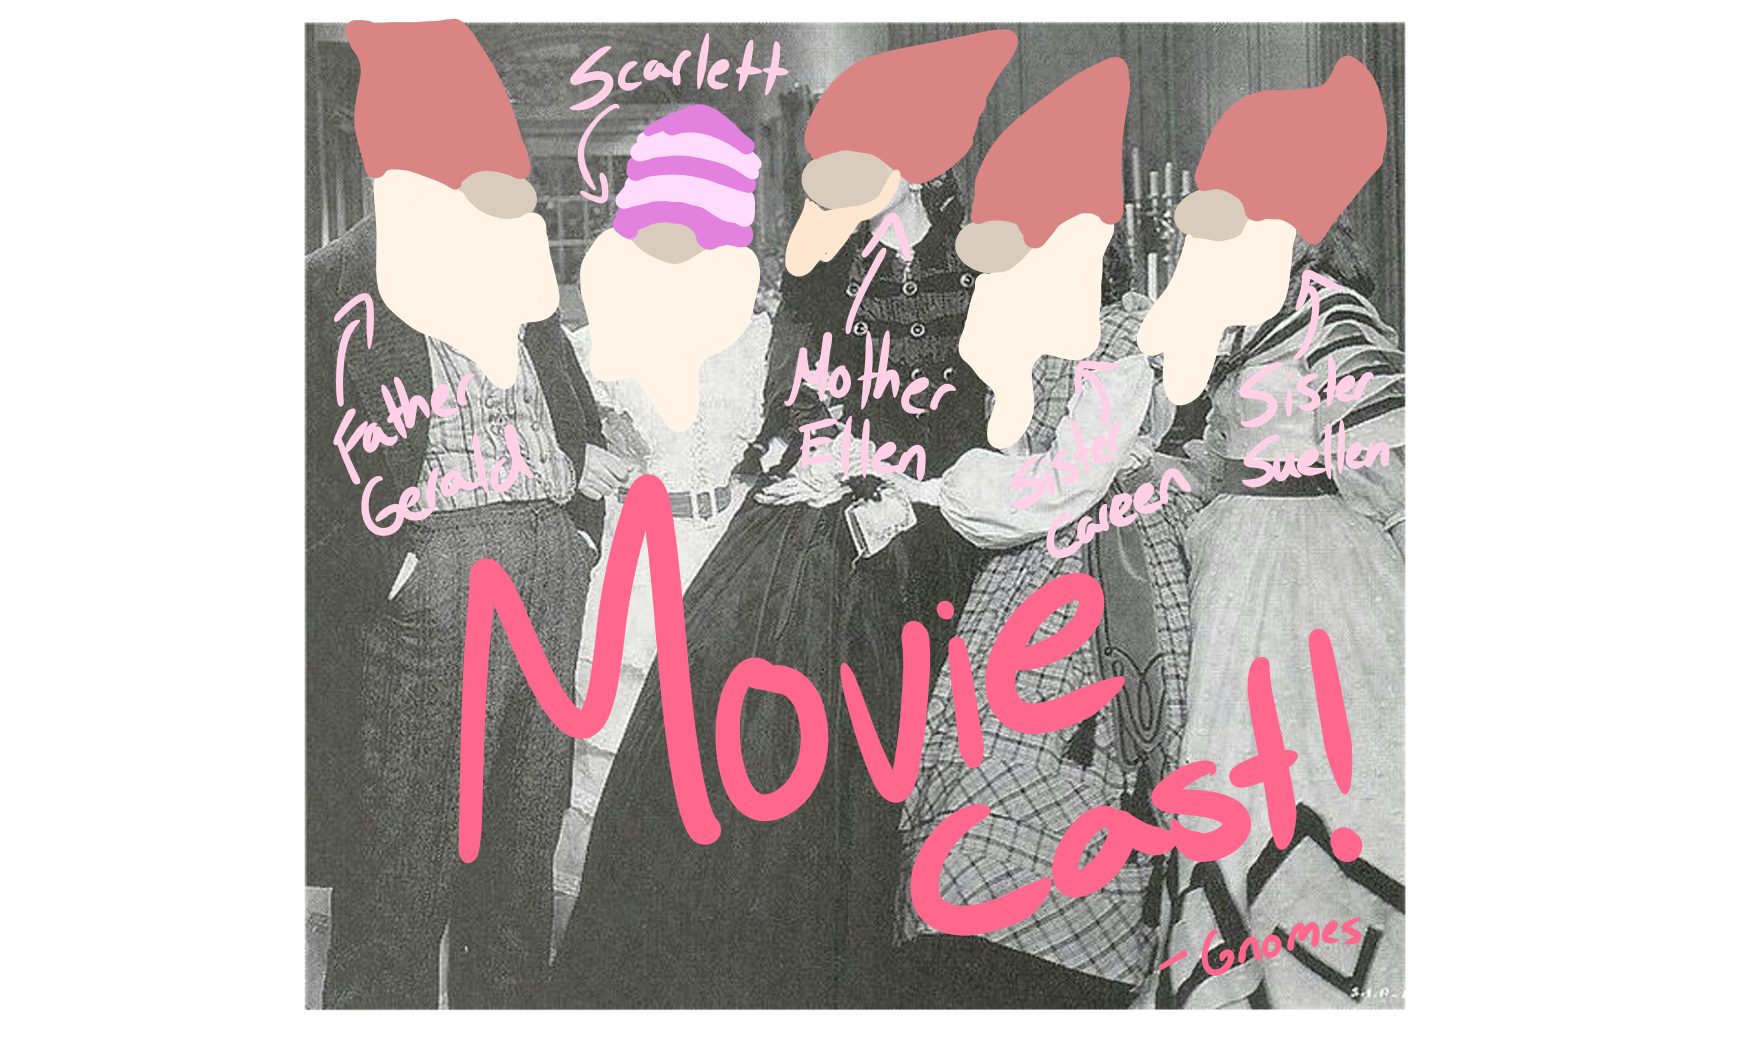 Scarlett
Father
Gerald
Mother
Ellen
Sister
Careen
Sister
Suellen
Movie
Cast!
- Gnomes